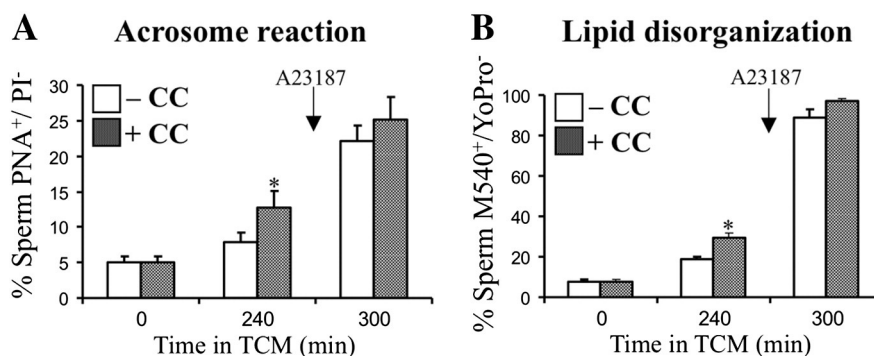 A Acrosome reaction
% Sperm PNA⁺/ PI⁻
30
25
20
15
10
5
0
– CC
+ CC
A23187
*
0 240 300
Time in TCM (min)
B Lipid disorganization
% Sperm M540⁺/YoPro⁻
100
80
60
40
20
0
– CC
+ CC
A23187
*
0 240 300
Time in TCM (min)